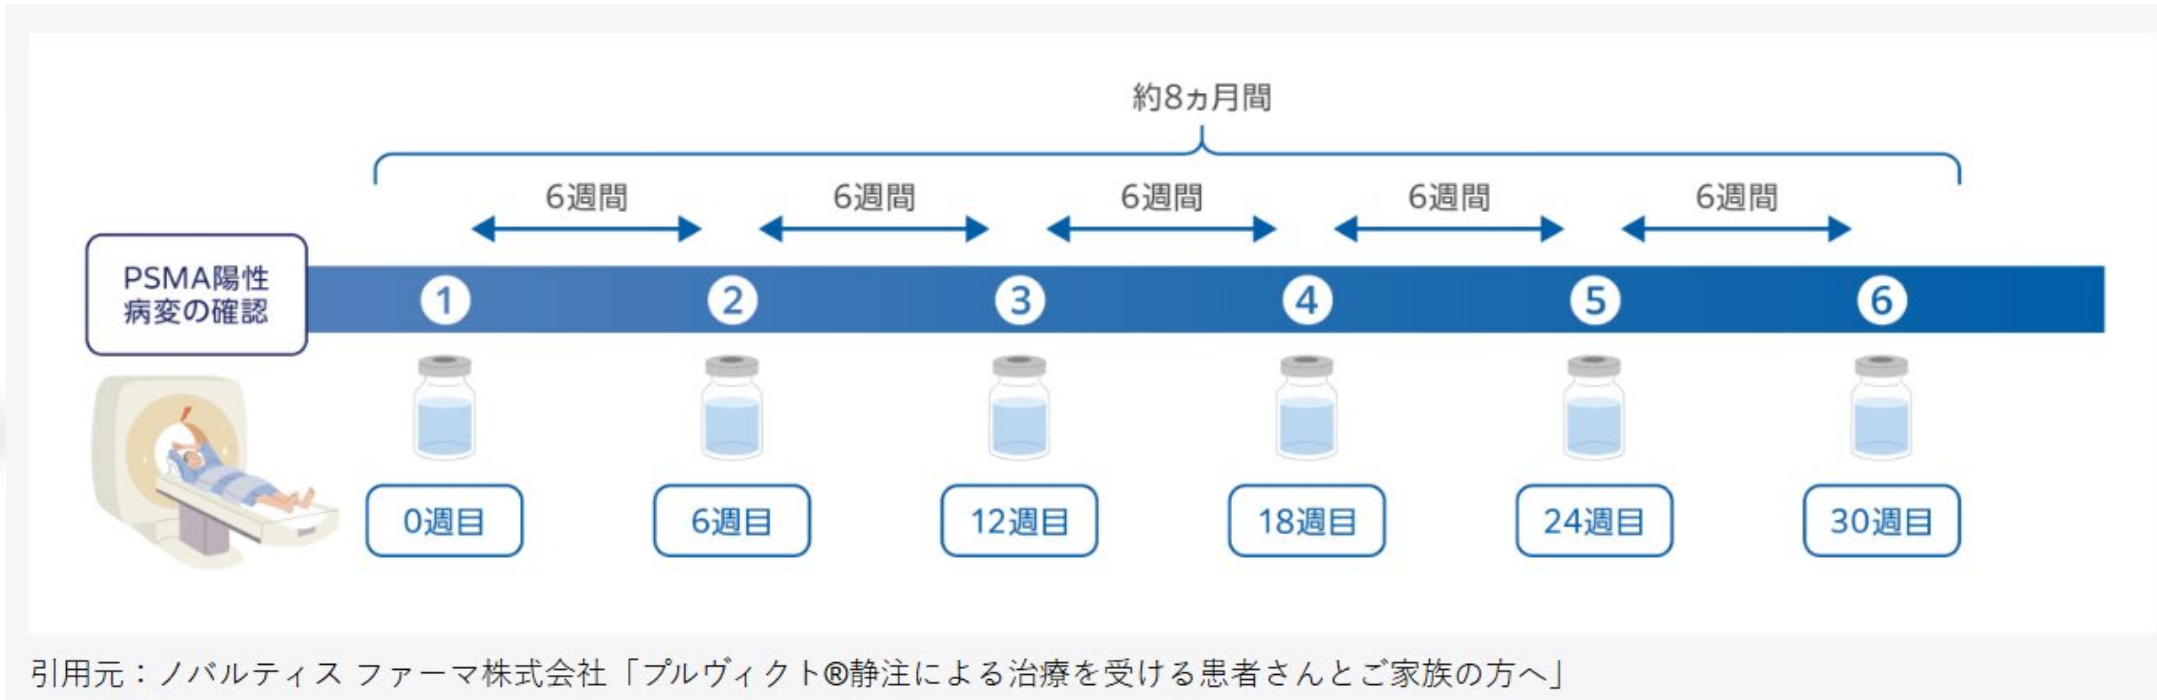 約8ヵ月間
6週間 6週間 6週間 6週間 6週間
PSMA陽性
病変の確認
1 2 3 4 5 6
0週目 6週目 12週目 18週目 24週目 30週目
引用元：ノバルティス ファーマ株式会社「プルヴィクト®静注による治療を受ける患者さんとご家族の方へ」